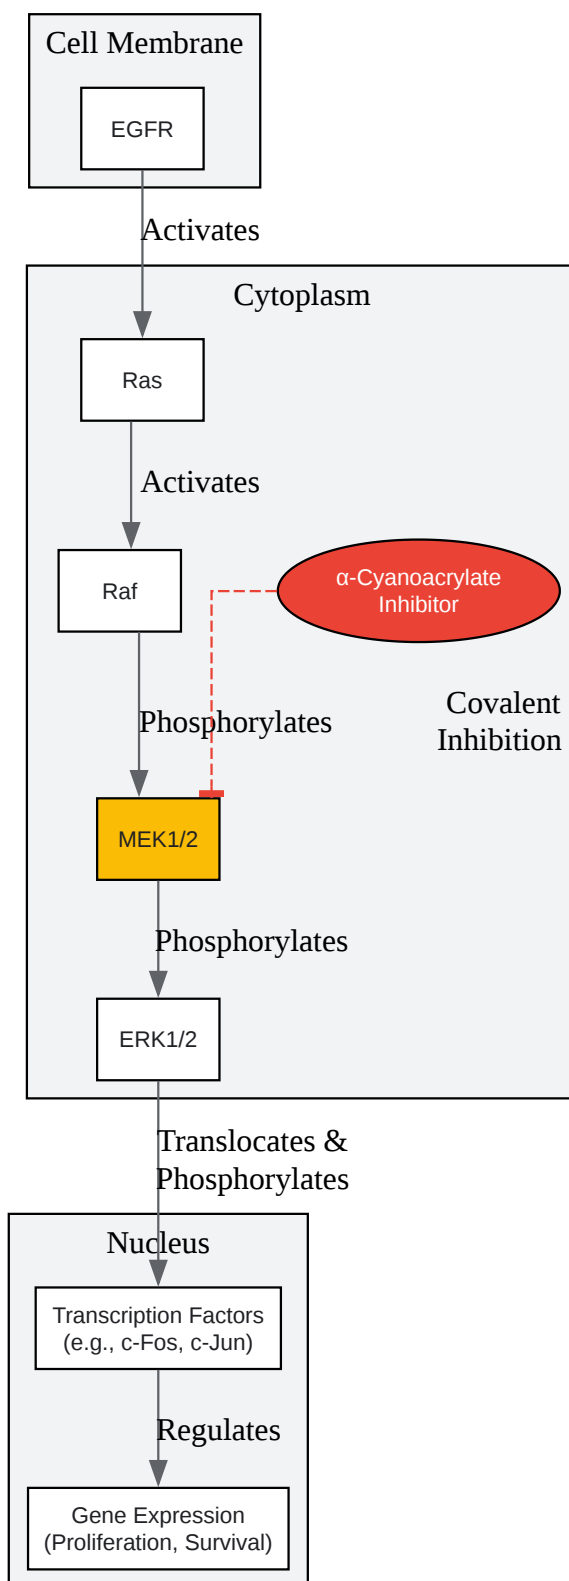 Cell Membrane
EGFR
Activates
Cytoplasm
Ras
Activates
Raf
α-Cyanoacrylate
Inhibitor
Phosphorylates
Covalent
Inhibition
MEK1/2
Phosphorylates
ERK1/2
Translocates &
Phosphorylates
Nucleus
Transcription Factors
(e.g., c-Fos, c-Jun)
Regulates
Gene Expression
(Proliferation, Survival)